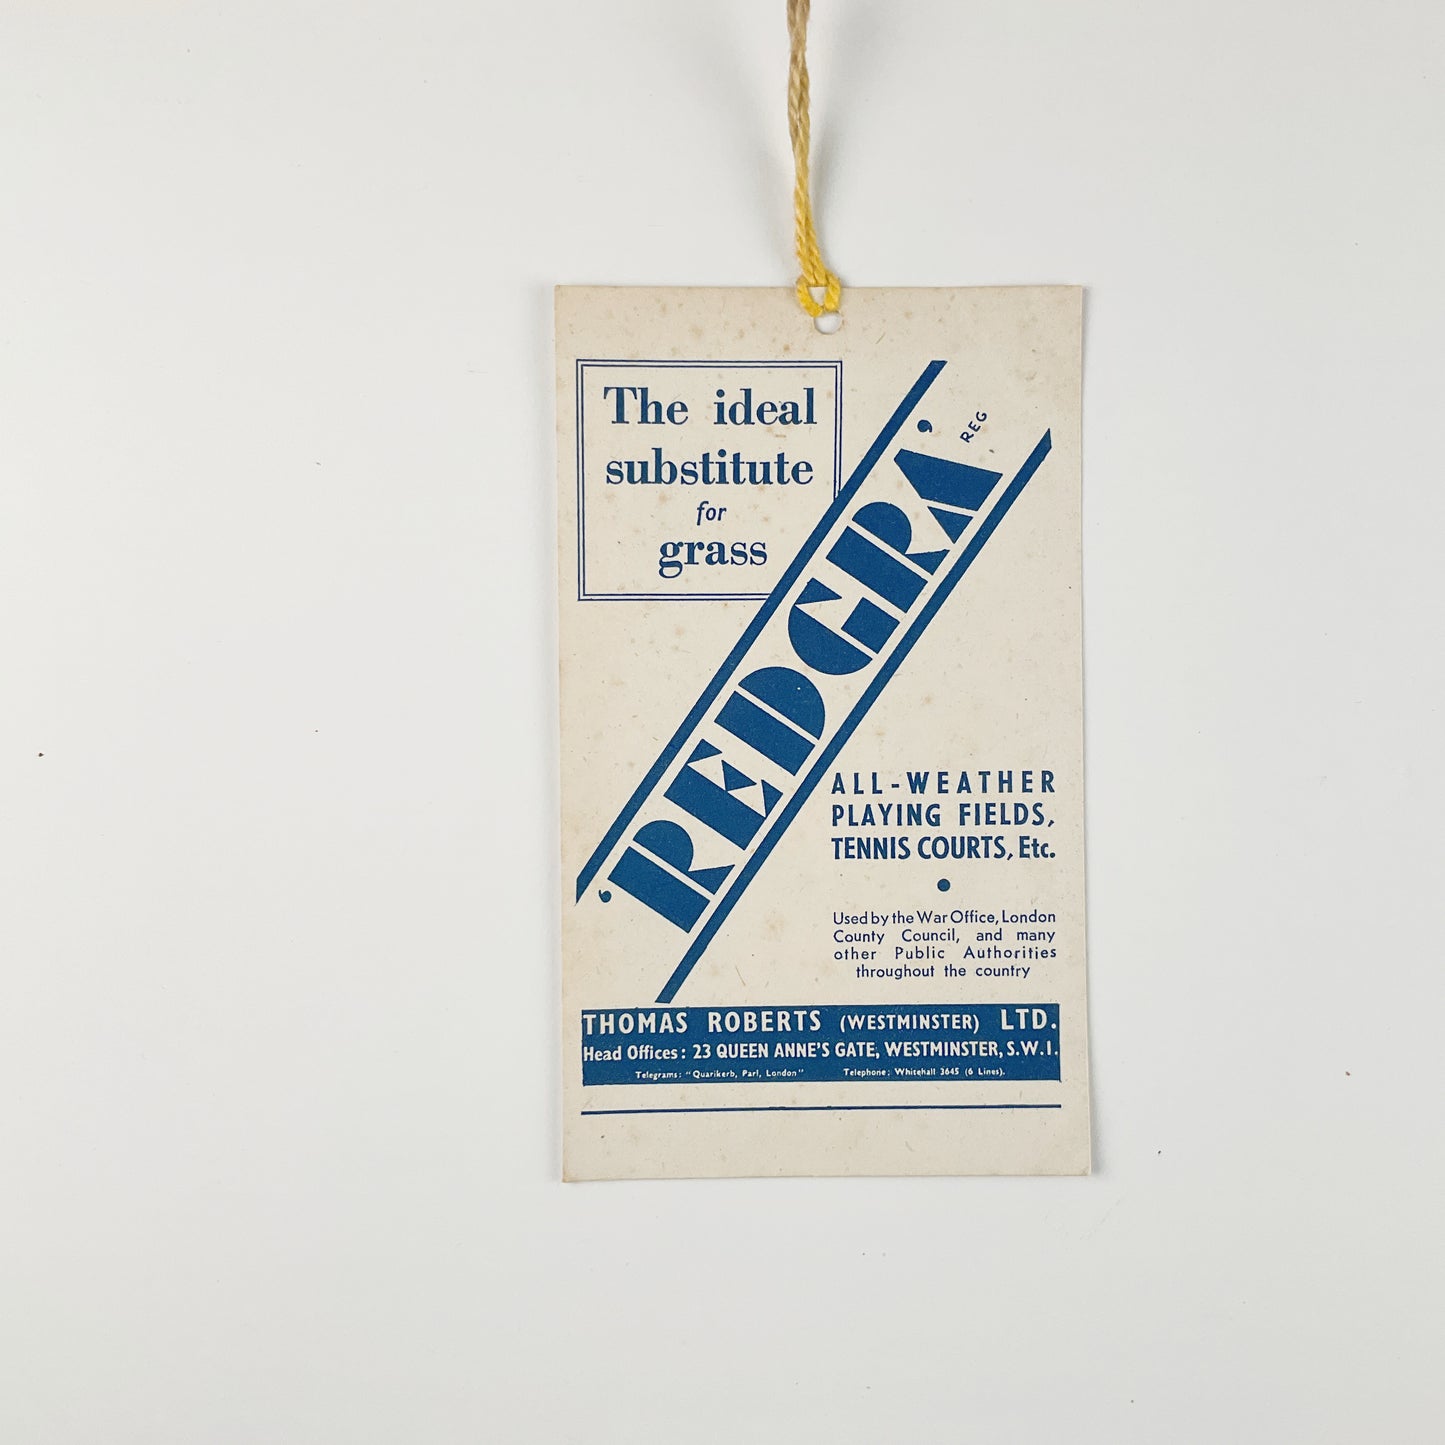 The ideal
substitute
for
grass
'REDGRA'
REG
ALL-WEATHER
PLAYING FIELDS,
TENNIS COURTS, Etc.
Used by the War Office, London
County Council, and many
other Public Authorities
throughout the country
THOMAS ROBERTS (WESTMINSTER) LTD.
Head Offices: 23 QUEEN ANNE'S GATE, WESTMINSTER, S.W.1.
Telegrams: "Quarikerb, Parl, London" Telephone: Whitehall 3645 (6 Lines).